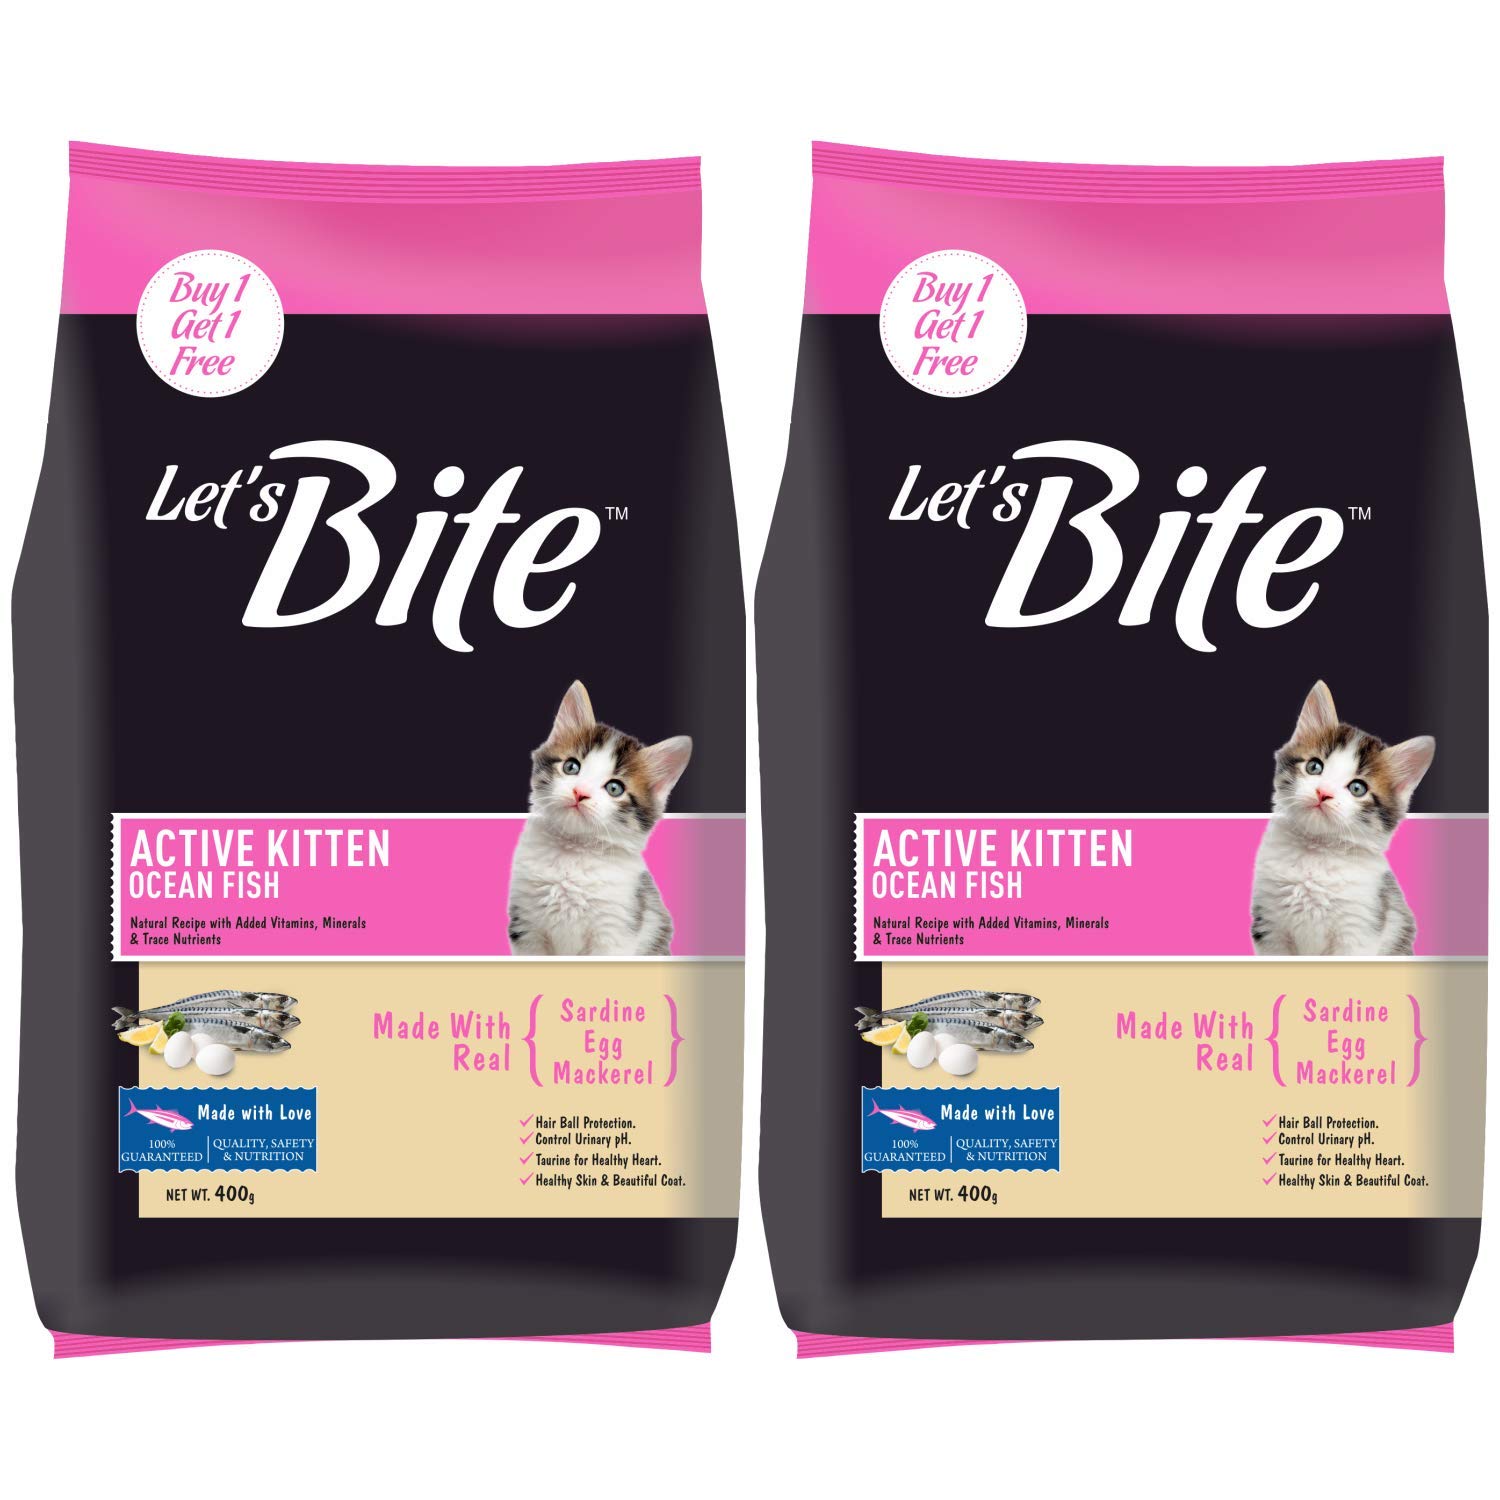 Buy 1
Get 1
Free
Let's Bite™
ACTIVE KITTEN
OCEAN FISH
Natural Recipe with Added Vitamins, Minerals
& Trace Nutrients
Made With
Real
Sardine
Egg
Mackerel
Made with Love
100%
GUARANTEED
QUALITY, SAFETY
& NUTRITION
Hair Ball Protection.
Control Urinary pH.
Taurine for Healthy Heart.
Healthy Skin & Beautiful Coat.
NET WT. 400g
Buy 1
Get 1
Free
Let's Bite™
ACTIVE KITTEN
OCEAN FISH
Natural Recipe with Added Vitamins, Minerals
& Trace Nutrients
Made With
Real
Sardine
Egg
Mackerel
Made with Love
100%
GUARANTEED
QUALITY, SAFETY
& NUTRITION
Hair Ball Protection.
Control Urinary pH.
Taurine for Healthy Heart.
Healthy Skin & Beautiful Coat.
NET WT. 400g